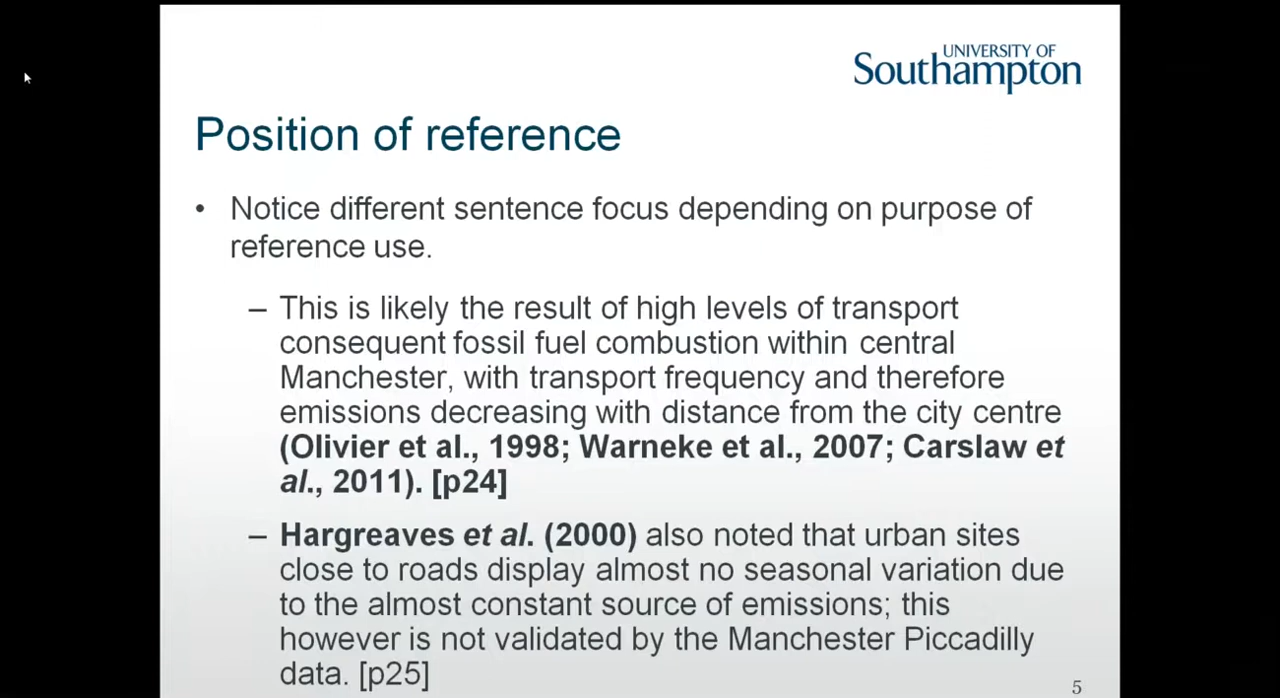 UNIVERSITY OF
Southampton
Position of reference
• Notice different sentence focus depending on purpose of
reference use.
– This is likely the result of high levels of transport
consequent fossil fuel combustion within central
Manchester, with transport frequency and therefore
emissions decreasing with distance from the city centre
(Olivier et al., 1998; Warneke et al., 2007; Carslaw et
al., 2011). [p24]
– Hargreaves et al. (2000) also noted that urban sites
close to roads display almost no seasonal variation due
to the almost constant source of emissions; this
however is not validated by the Manchester Piccadilly
data. [p25]
5